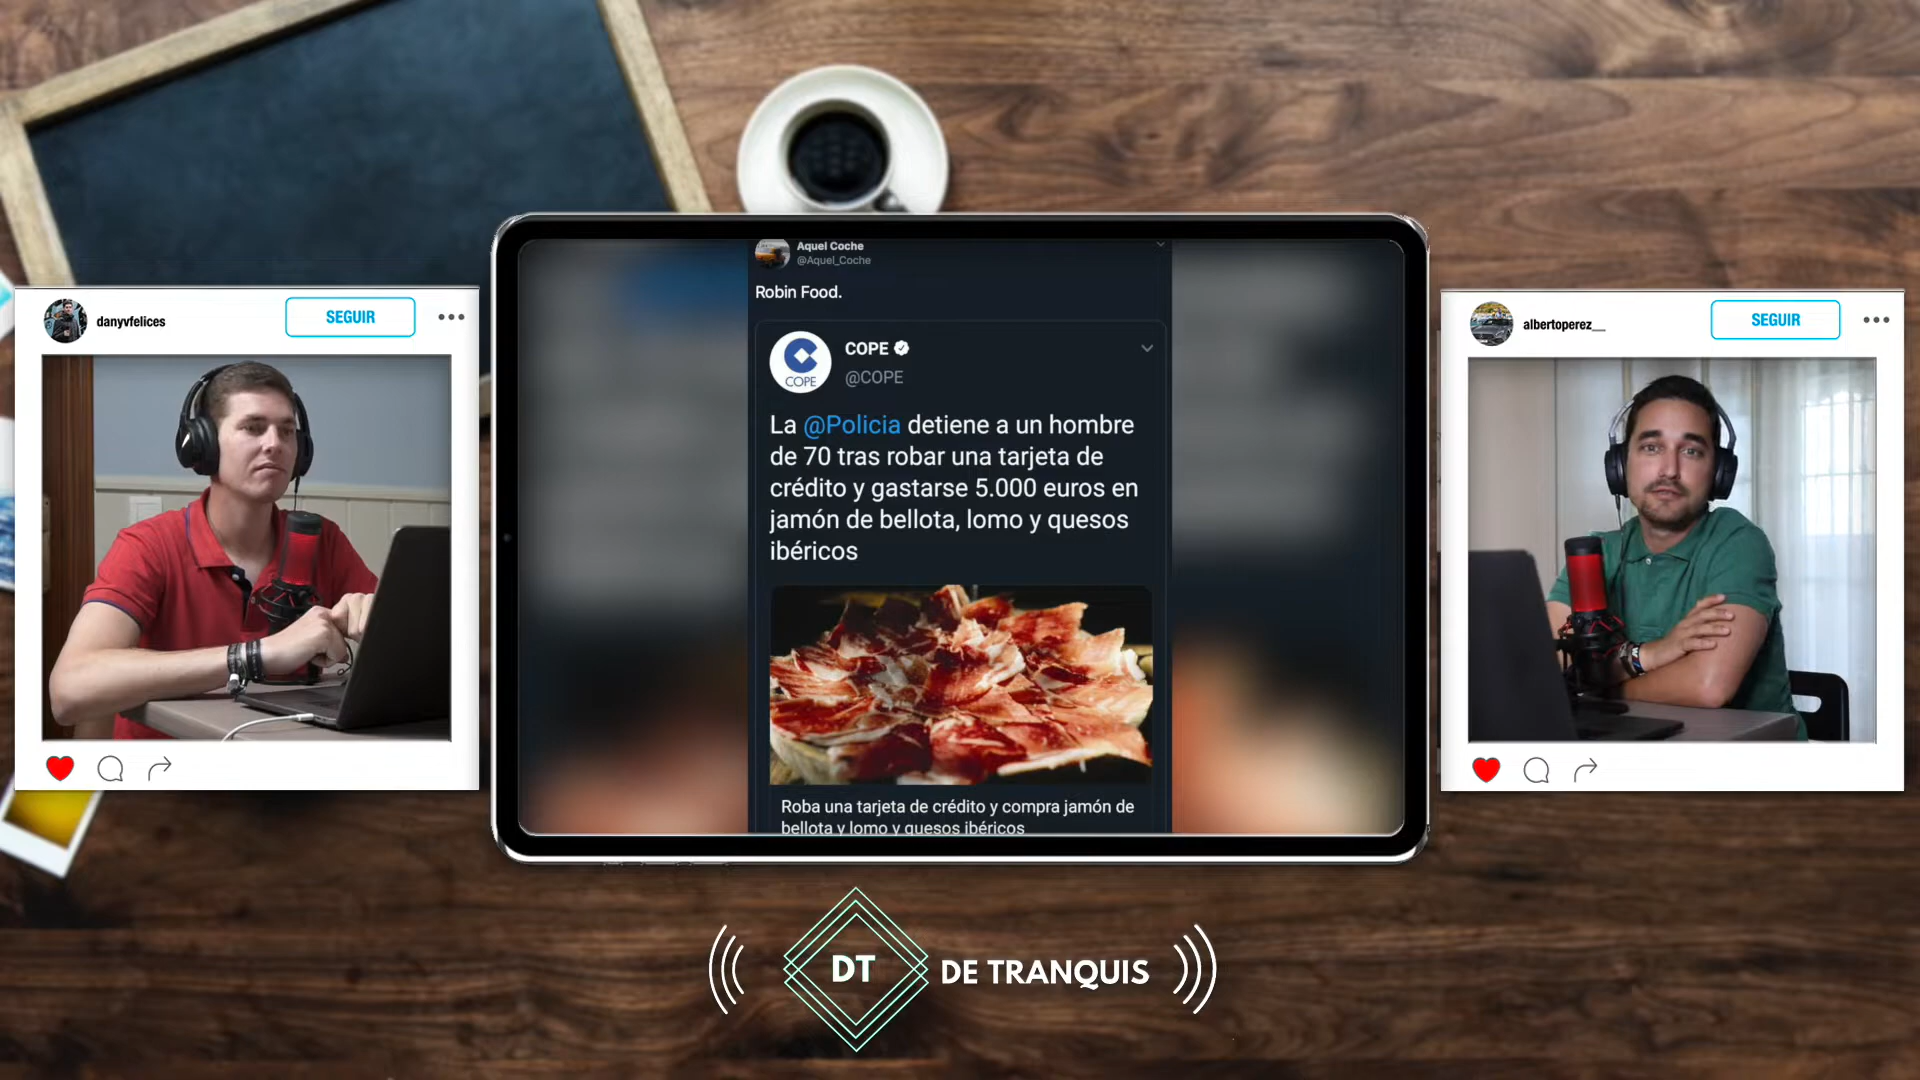 Aquel Coche
@Aquel_Coche
Robin Food.
COPE
@COPE
COPE
La @Policia detiene a un hombre
de 70 tras robar una tarjeta de
crédito y gastarse 5.000 euros en
jamón de bellota, lomo y quesos
ibéricos
Roba una tarjeta de crédito y compra jamón de
bellota y lomo y quesos ibéricos
danyvfelices
SEGUIR
albertoperez__
SEGUIR
DT
DE TRANQUIS